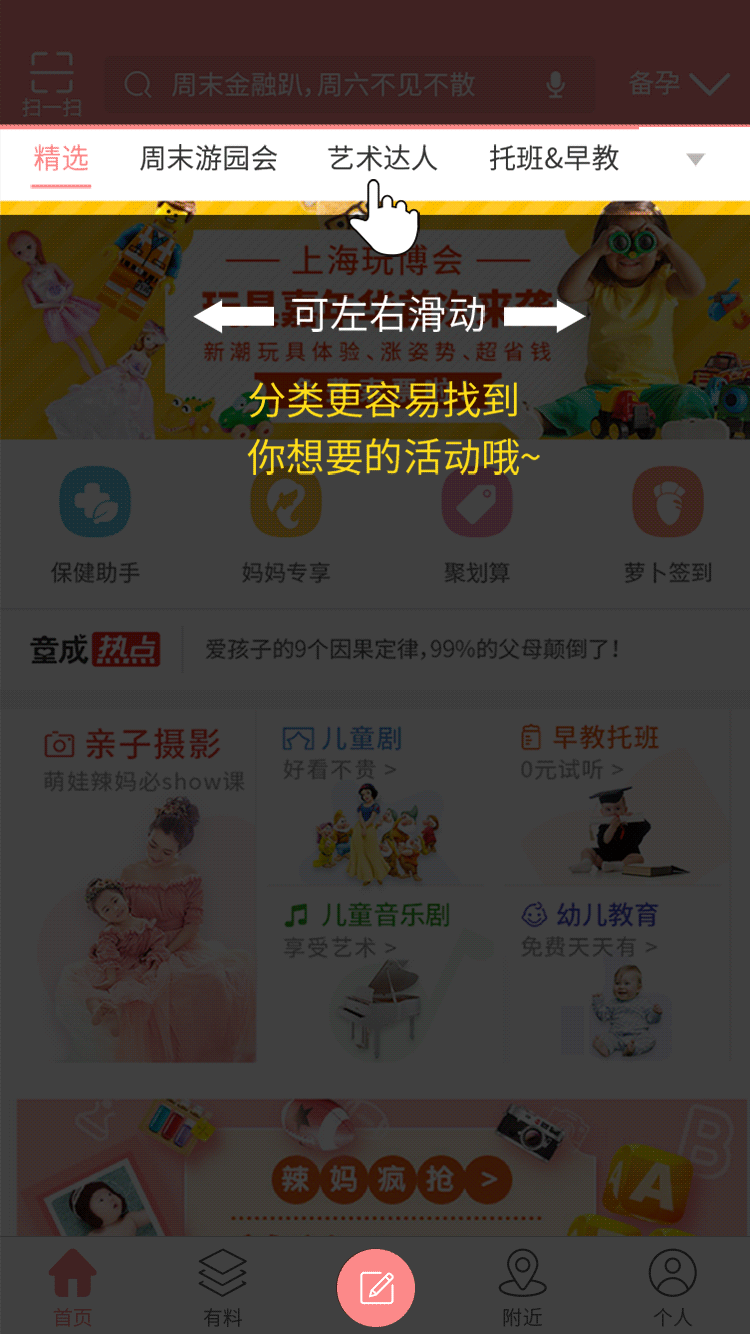 扫一扫
周末金融趴,周六不见不散
备孕
精选
周末游园会
艺术达人
托班&早教
上海玩博会
玩具嘉年华首次来袭
新潮玩具体验、涨姿势、超省钱
可左右滑动
分类更容易找到
你想要的活动哦~
保健助手
妈妈专享
聚划算
萝卜签到
童成热点
爱孩子的9个因果定律,99%的父母颠倒了!
亲子摄影
萌娃辣妈必show课
儿童剧
好看不贵 >
早教托班
0元试听 >
儿童音乐剧
享受艺术 >
幼儿教育
免费天天有 >
辣妈疯抢 >
A
B
首页
有料
附近
个人